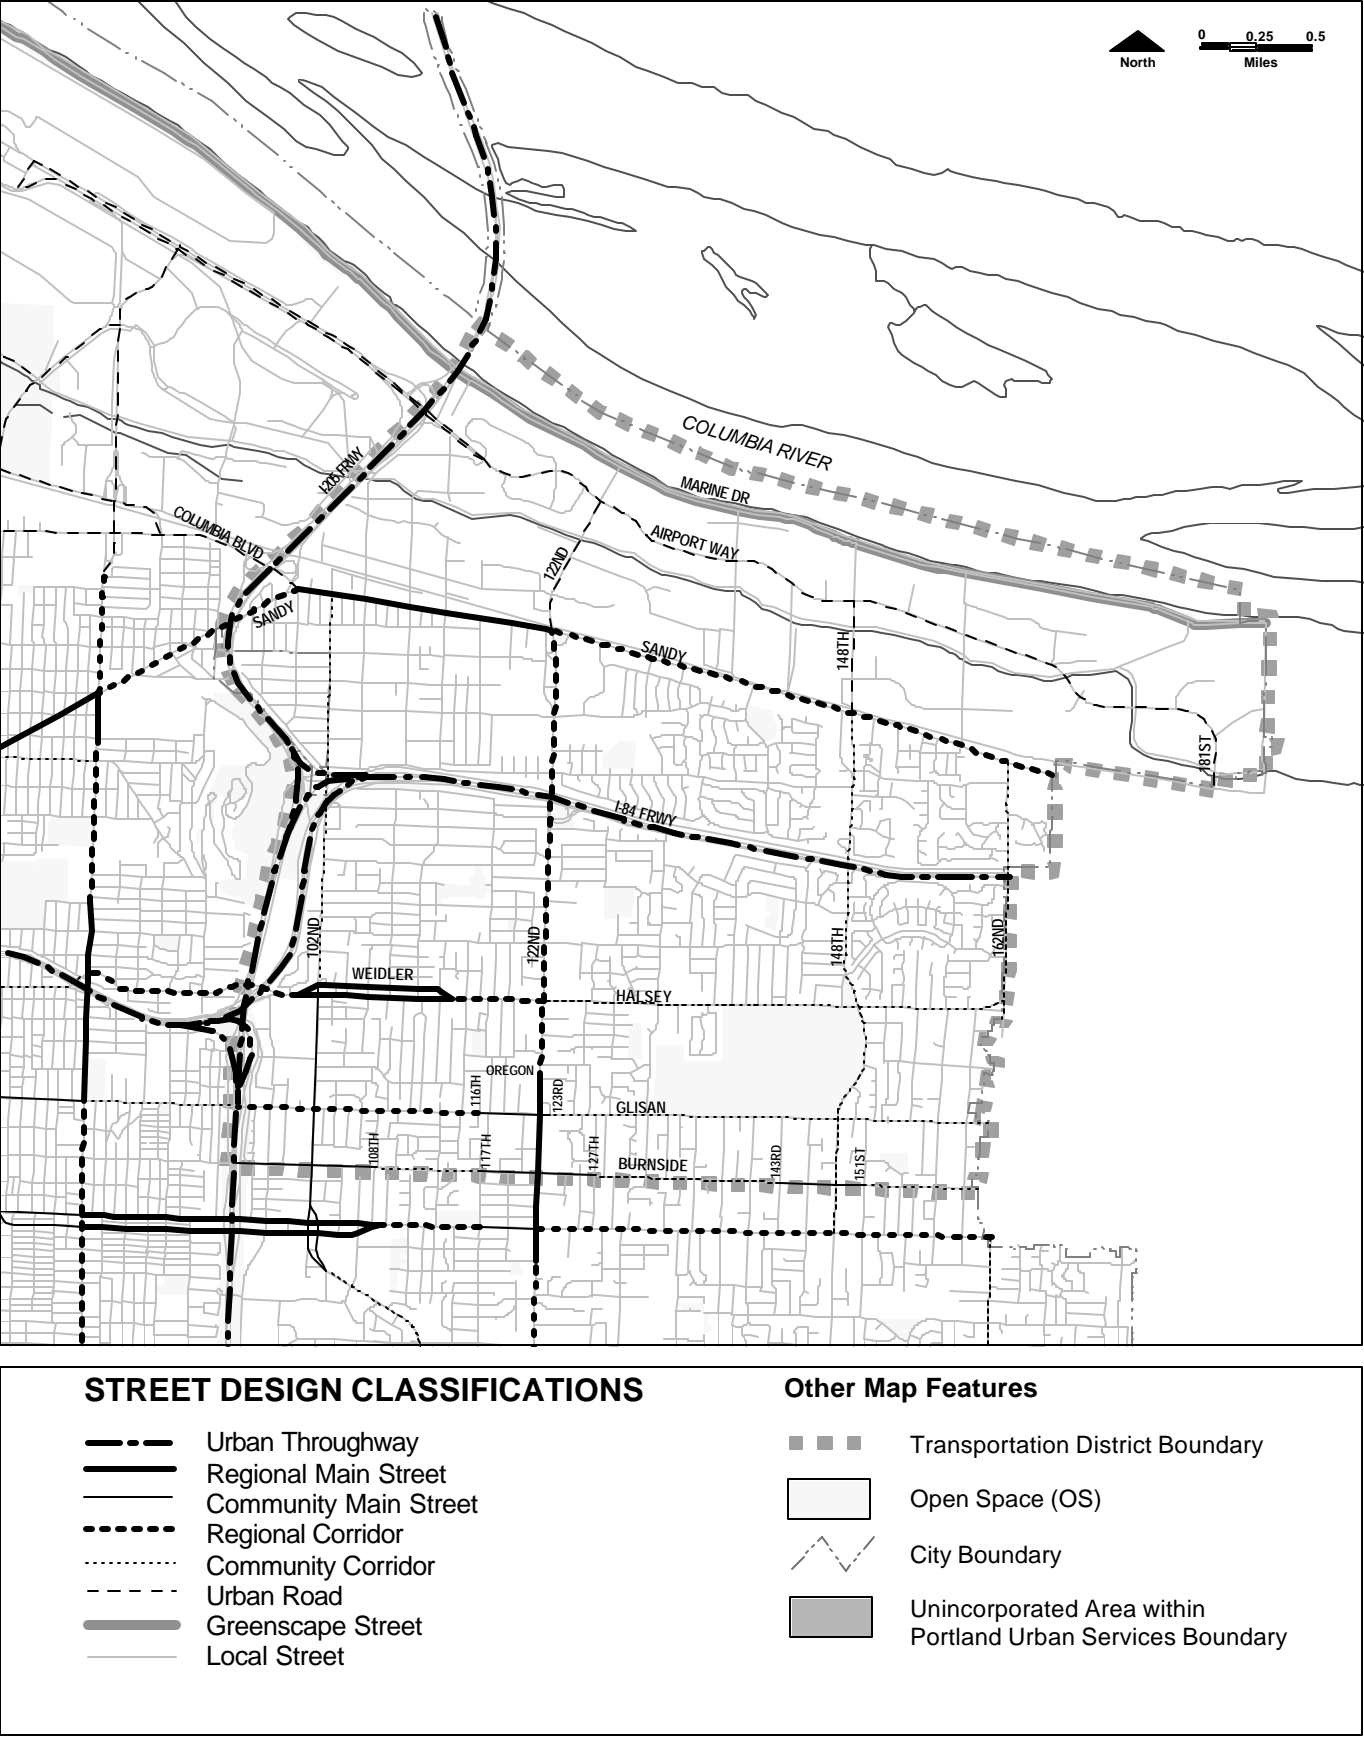 0 0.25 0.5
North
Miles
COLUMBIA RIVER
I-205 FRWY
MARINE DR
COLUMBIA BLVD
AIRPORT WAY
122ND
SANDY
SANDY
148TH
181ST
I-84 FRWY
102ND
122ND
148TH
162ND
WEIDLER
HALSEY
OREGON
116TH
123RD
GLISAN
108TH
117TH
127TH
BURNSIDE
143RD
151ST
STREET DESIGN CLASSIFICATIONS
Urban Throughway
Regional Main Street
Community Main Street
Regional Corridor
Community Corridor
Urban Road
Greenscape Street
Local Street
Other Map Features
Transportation District Boundary
Open Space (OS)
City Boundary
Unincorporated Area within
Portland Urban Services Boundary